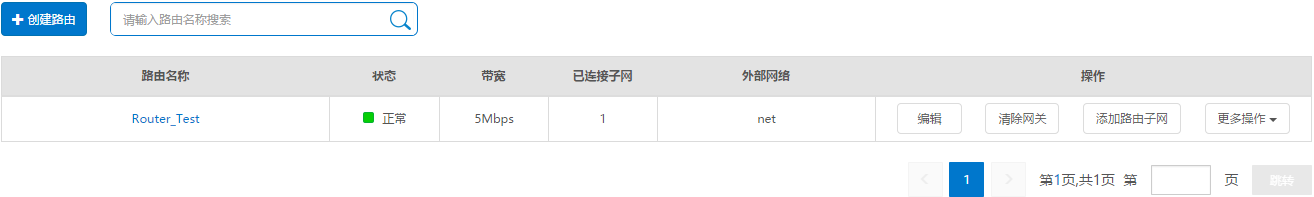 创建路由 请输入路由名称搜索
路由名称 状态 带宽 已连接子网 外部网络 操作
Router_Test 正常 5Mbps 1 net 编辑 清除网关 添加路由子网 更多操作
1 第1页,共1页 第 页 跳转